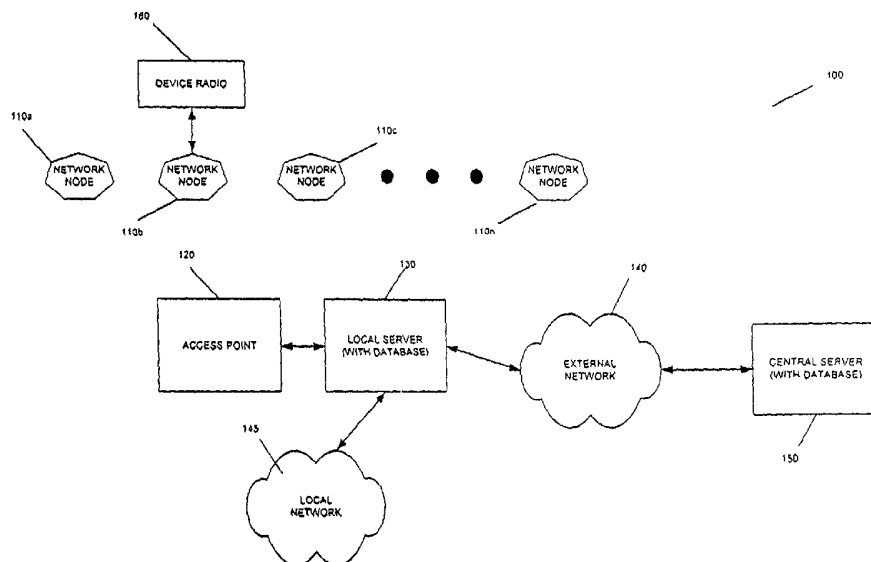 160
DEVICE RADIO
100
110a
110c
NETWORK
NODE
NETWORK
NODE
NETWORK
NODE
NETWORK
NODE
110b
110n
120
130
140
ACCESS POINT
LOCAL SERVER
(WITH DATABASE)
EXTERNAL
NETWORK
CENTRAL SERVER
(WITH DATABASE)
145
150
LOCAL
NETWORK